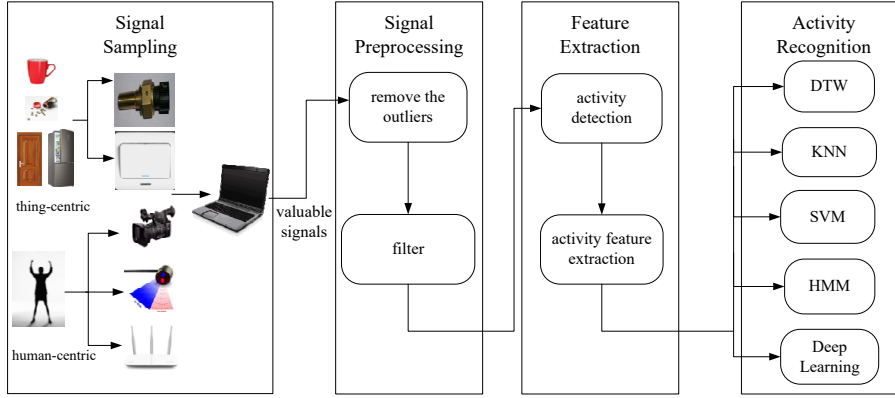 Signal
Sampling
thing-centric
human-centric
valuable
signals
Signal
Preprocessing
remove the
outliers
filter
Feature
Extraction
activity
detection
activity feature
extraction
Activity
Recognition
DTW
KNN
SVM
HMM
Deep
Learning